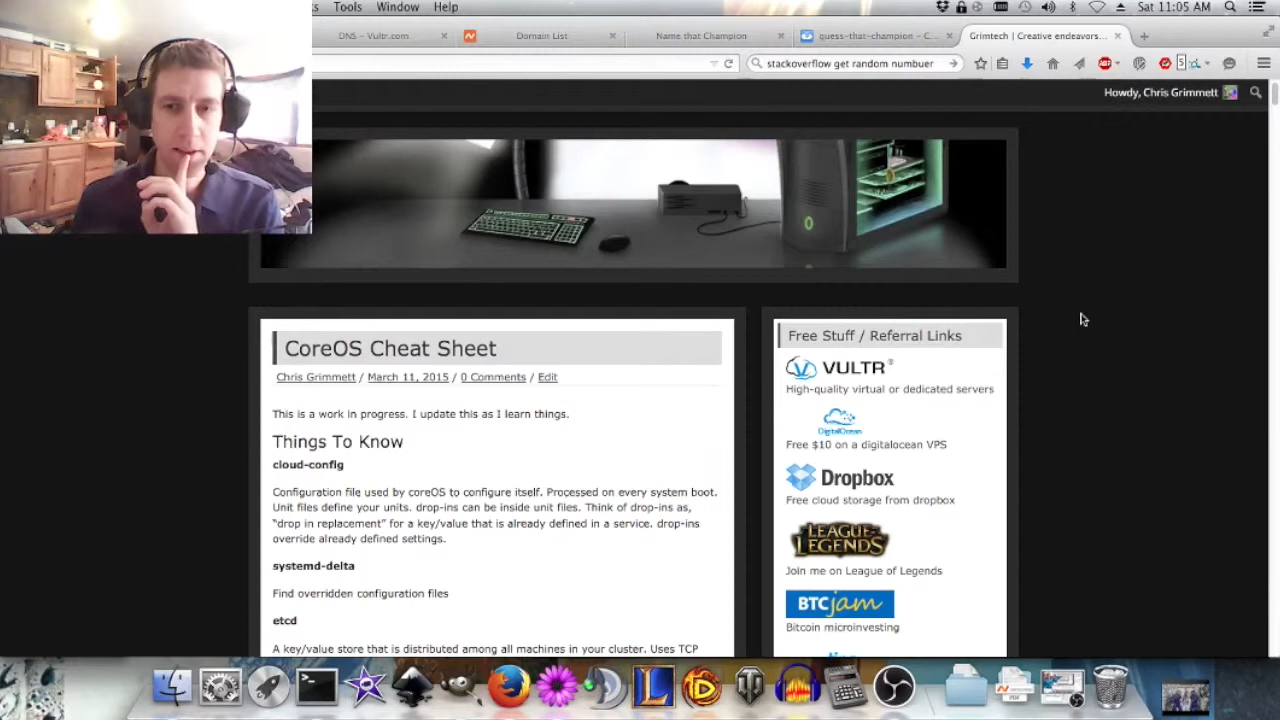 ks Tools Window Help
Sat 11:05 AM
DNS - Vultr.com
Domain List
Name that Champion
guess-that-champion - C...
Grimtech | Creative endeavors...
stackoverflow get random numbuer
ABP
5
Howdy, Chris Grimmett
CoreOS Cheat Sheet
Chris Grimmett / March 11, 2015 / 0 Comments / Edit
This is a work in progress. I update this as I learn things.
Things To Know
cloud-config
Configuration file used by coreOS to configure itself. Processed on every system boot.
Unit files define your units. drop-ins can be inside unit files. Think of drop-ins as,
"drop in replacement" for a key/value that is already defined in a service. drop-ins
override already defined settings.
systemd-delta
Find overridden configuration files
etcd
A key/value store that is distributed among all machines in your cluster. Uses TCP
Free Stuff / Referral Links
VULTR®
High-quality virtual or dedicated servers
DigitalOcean
Free $10 on a digitalocean VPS
Dropbox
Free cloud storage from dropbox
LEAGUE OF LEGENDS
Join me on League of Legends
BTCjam
Bitcoin microinvesting